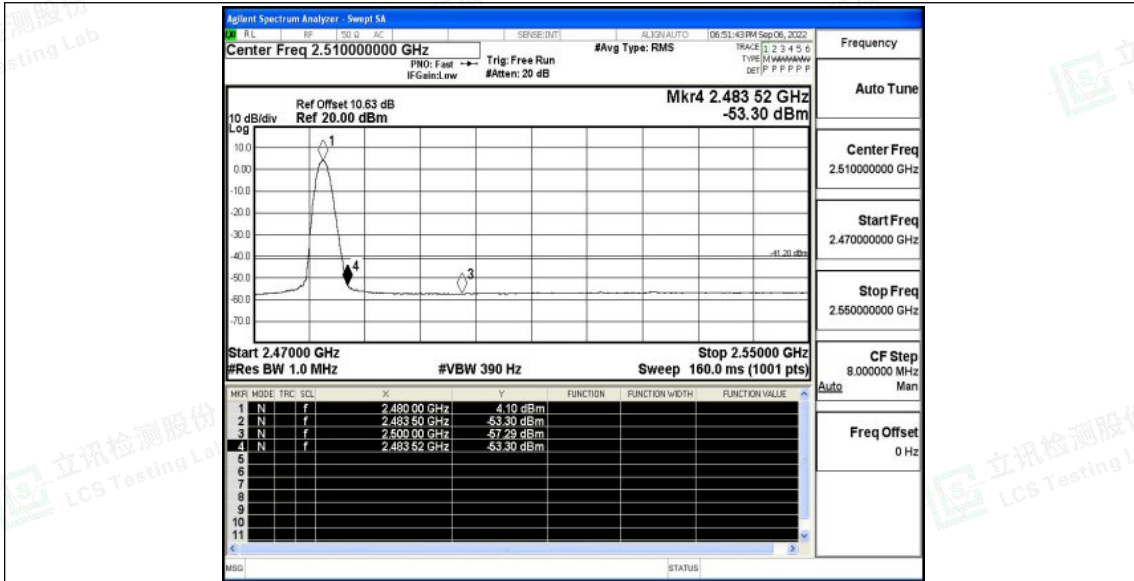 Agilent Spectrum Analyzer - Swept SA
RL RF 50 Ω AC SENSE:INT ALIGN AUTO 06:51:43 PM Sep 06, 2022
Center Freq 2.510000000 GHz
PNO: Fast
IFGain:Low
Trig: Free Run
#Atten: 20 dB
#Avg Type: RMS
TRACE 1 2 3 4 5 6
TYPE M
DET P P P P P P
Ref Offset 10.63 dB
10 dB/div Ref 20.00 dBm
Log
Mkr4 2.483 52 GHz
-53.30 dBm
10.0
0.00
-10.0
-20.0
-30.0
-40.0
-50.0
-60.0
-70.0
1
4
3
-41.20 dBm
Start 2.47000 GHz Stop 2.55000 GHz
#Res BW 1.0 MHz #VBW 390 Hz Sweep 160.0 ms (1001 pts)
MKR MODE TRC SCL X Y FUNCTION FUNCTION WIDTH FUNCTION VALUE
1 N f 2.480 00 GHz 4.10 dBm
2 N f 2.483 50 GHz -53.30 dBm
3 N f 2.500 00 GHz -57.29 dBm
4 N f 2.483 52 GHz -53.30 dBm
5
6
7
8
9
10
11
MSG STATUS
Frequency
Auto Tune
Center Freq
2.510000000 GHz
Start Freq
2.470000000 GHz
Stop Freq
2.550000000 GHz
CF Step
8.000000 MHz
Auto Man
Freq Offset
0 Hz
立讯检测股份
LCS Testing Lab
立讯检测股份
LCS Testing L